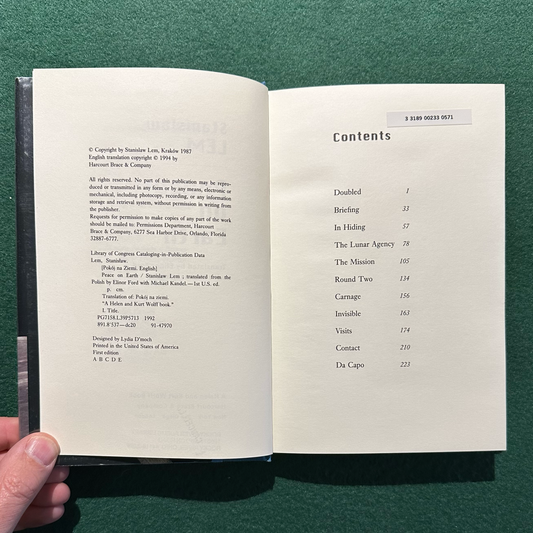 © Copyright by Stanisław Lem, Kraków 1987
English translation copyright © 1994 by
Harcourt Brace & Company
All rights reserved. No part of this publication may be repro-
duced or transmitted in any form or by any means, electronic or
mechanical, including photocopy, recording, or any information
storage and retrieval system, without permission in writing from
the publisher.
Requests for permission to make copies of any part of the work
should be mailed to: Permissions Department, Harcourt
Brace & Company, 6277 Sea Harbor Drive, Orlando, Florida
32887-6777.
Library of Congress Cataloging-in-Publication Data
Lem, Stanisław.
[Pokój na Ziemi. English]
Peace on Earth / Stanisław Lem ; translated from the
Polish by Elinor Ford with Michael Kandel.—1st U.S. ed.
p. cm.
Translation of: Pokój na ziemi.
"A Helen and Kurt Wolff book."
I. Title.
PG7158.L39P5713 1992
891.8'537—dc20 91-47970
Designed by Lydia D'moch
Printed in the United States of America
First edition
A B C D E
3 3189 00233 0571
Contents
Doubled 1
Briefing 33
In Hiding 57
The Lunar Agency 78
The Mission 105
Round Two 134
Carnage 156
Invisible 163
Visits 174
Contact 210
Da Capo 223